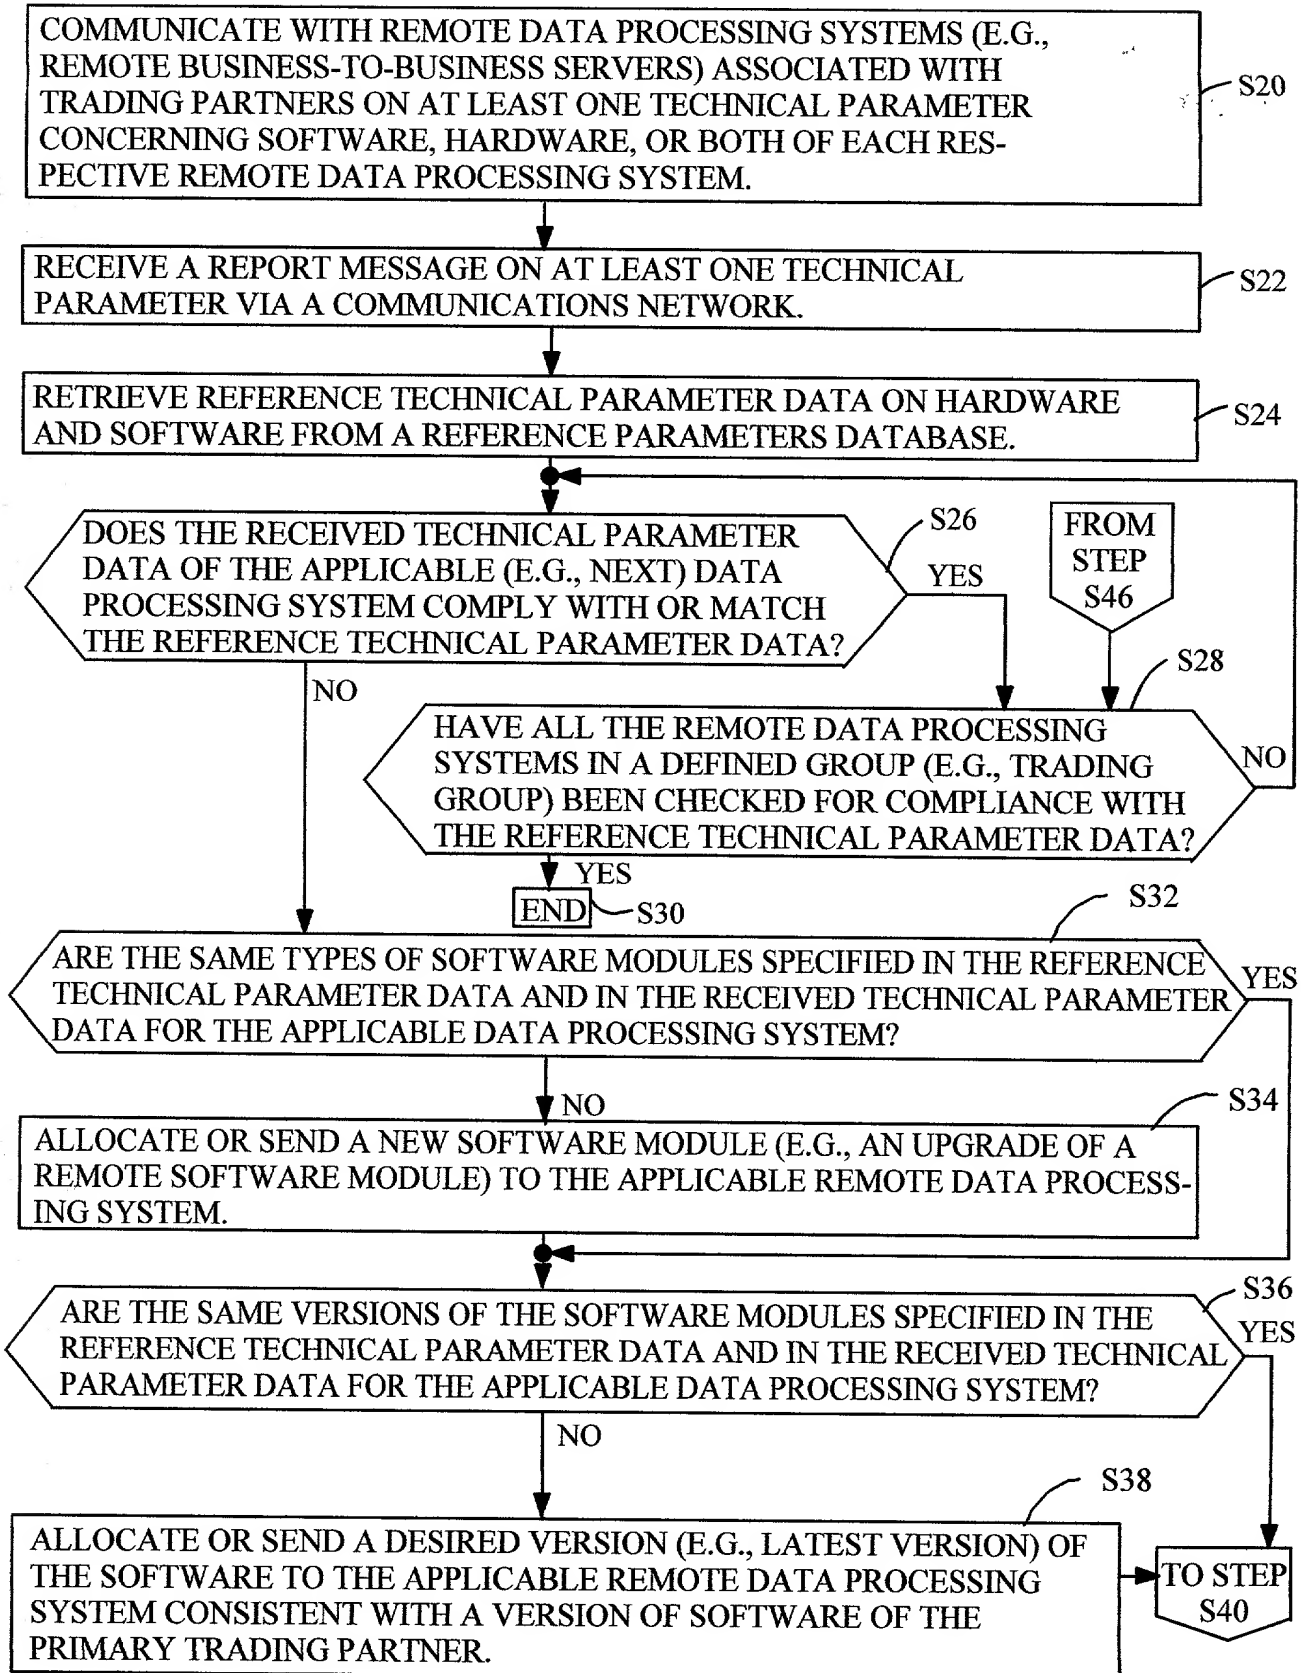 COMMUNICATE WITH REMOTE DATA PROCESSING SYSTEMS (E.G.,
REMOTE BUSINESS-TO-BUSINESS SERVERS) ASSOCIATED WITH
TRADING PARTNERS ON AT LEAST ONE TECHNICAL PARAMETER
CONCERNING SOFTWARE, HARDWARE, OR BOTH OF EACH RES-
PECTIVE REMOTE DATA PROCESSING SYSTEM.
S20
RECEIVE A REPORT MESSAGE ON AT LEAST ONE TECHNICAL
PARAMETER VIA A COMMUNICATIONS NETWORK.
S22
RETRIEVE REFERENCE TECHNICAL PARAMETER DATA ON HARDWARE
AND SOFTWARE FROM A REFERENCE PARAMETERS DATABASE.
S24
DOES THE RECEIVED TECHNICAL PARAMETER
DATA OF THE APPLICABLE (E.G., NEXT) DATA
PROCESSING SYSTEM COMPLY WITH OR MATCH
THE REFERENCE TECHNICAL PARAMETER DATA?
S26
YES
FROM
STEP
S46
NO
S28
HAVE ALL THE REMOTE DATA PROCESSING
SYSTEMS IN A DEFINED GROUP (E.G., TRADING
GROUP) BEEN CHECKED FOR COMPLIANCE WITH
THE REFERENCE TECHNICAL PARAMETER DATA?
NO
YES
END
S30
S32
ARE THE SAME TYPES OF SOFTWARE MODULES SPECIFIED IN THE REFERENCE
TECHNICAL PARAMETER DATA AND IN THE RECEIVED TECHNICAL PARAMETER
DATA FOR THE APPLICABLE DATA PROCESSING SYSTEM?
YES
NO
S34
ALLOCATE OR SEND A NEW SOFTWARE MODULE (E.G., AN UPGRADE OF A
REMOTE SOFTWARE MODULE) TO THE APPLICABLE REMOTE DATA PROCESS-
ING SYSTEM.
S36
ARE THE SAME VERSIONS OF THE SOFTWARE MODULES SPECIFIED IN THE
REFERENCE TECHNICAL PARAMETER DATA AND IN THE RECEIVED TECHNICAL
PARAMETER DATA FOR THE APPLICABLE DATA PROCESSING SYSTEM?
YES
NO
S38
ALLOCATE OR SEND A DESIRED VERSION (E.G., LATEST VERSION) OF
THE SOFTWARE TO THE APPLICABLE REMOTE DATA PROCESSING
SYSTEM CONSISTENT WITH A VERSION OF SOFTWARE OF THE
PRIMARY TRADING PARTNER.
TO STEP
S40